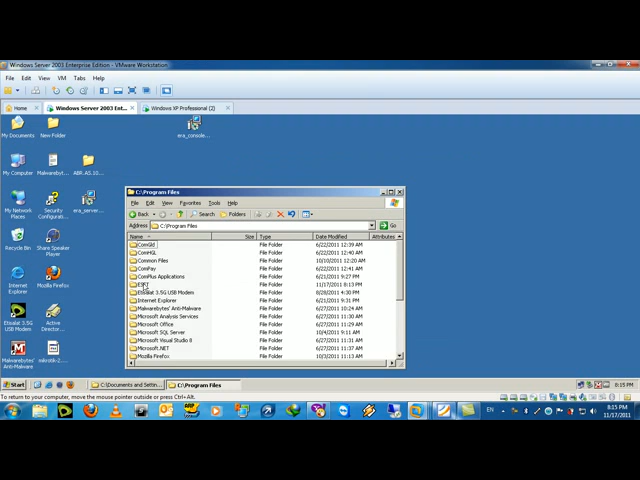 Windows Server 2003 Enterprise Edition - VMware Workstation
File Edit View VM Tabs Help
Home
Windows Server 2003 Ent...
Windows XP Professional (2)
My Documents
New Folder
era_console...
My Computer
Malwarebyte...
ABR.AS.10...
My Network Places
Security Configurati...
era_server...
Recycle Bin
Share Speaker Player
Internet Explorer
Mozilla Firefox
Etisalat 3.5G USB Modem
Active Director...
Malwarebytes' Anti-Malware
mikrotik-2...
C:\Program Files
File Edit View Favorites Tools Help
Back Search Folders
Address C:\Program Files Go
Name Size Type Date Modified Attributes
ComGld File Folder 6/22/2011 12:39 AM
ComHGL File Folder 6/22/2011 12:40 AM
Common Files File Folder 10/10/2011 12:20 AM
ComPay File Folder 6/22/2011 12:41 AM
ComPlus Applications File Folder 6/21/2011 9:27 PM
ESET File Folder 11/17/2011 8:13 PM
Etisalat 3.5G USB Modem File Folder 8/28/2011 4:30 PM
Internet Explorer File Folder 6/21/2011 9:31 PM
Malwarebytes' Anti-Malware File Folder 6/27/2011 10:24 AM
Microsoft Analysis Services File Folder 6/27/2011 11:24 AM
Microsoft Office File Folder 6/27/2011 11:29 AM
Microsoft SQL Server File Folder 10/4/2011 9:11 AM
Microsoft Visual Studio 8 File Folder 6/27/2011 11:24 AM
Microsoft.NET File Folder 6/27/2011 11:27 AM
Mozilla Firefox File Folder 10/3/2011 11:13 AM
Start
C:\Documents and Settin...
C:\Program Files
8:15 PM
To return to your computer, move the mouse pointer outside or press Ctrl+Alt.
EN
8:15 PM
11/17/2011